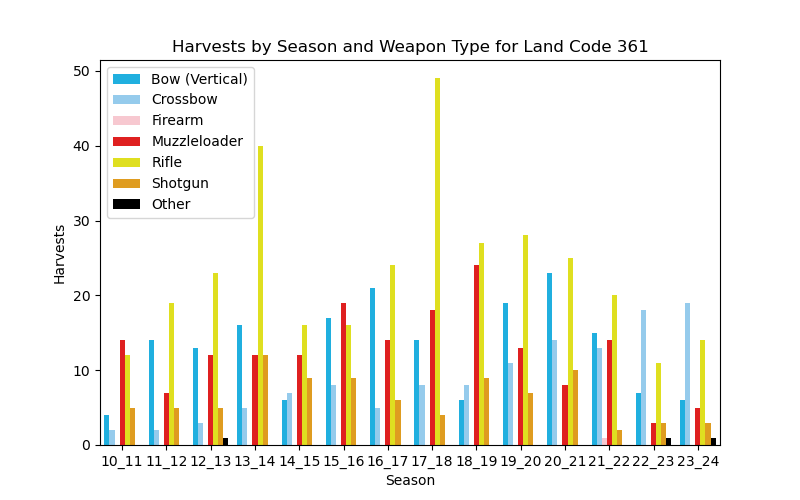 Harvests by Season and Weapon Type for Land Code 361
50
40
30
20
10
0
Harvests
Bow (Vertical)
Crossbow
Firearm
Muzzleloader
Rifle
Shotgun
Other
10_11 11_12 12_13 13_14 14_15 15_16 16_17 17_18 18_19 19_20 20_21 21_22 22_23 23_24
Season